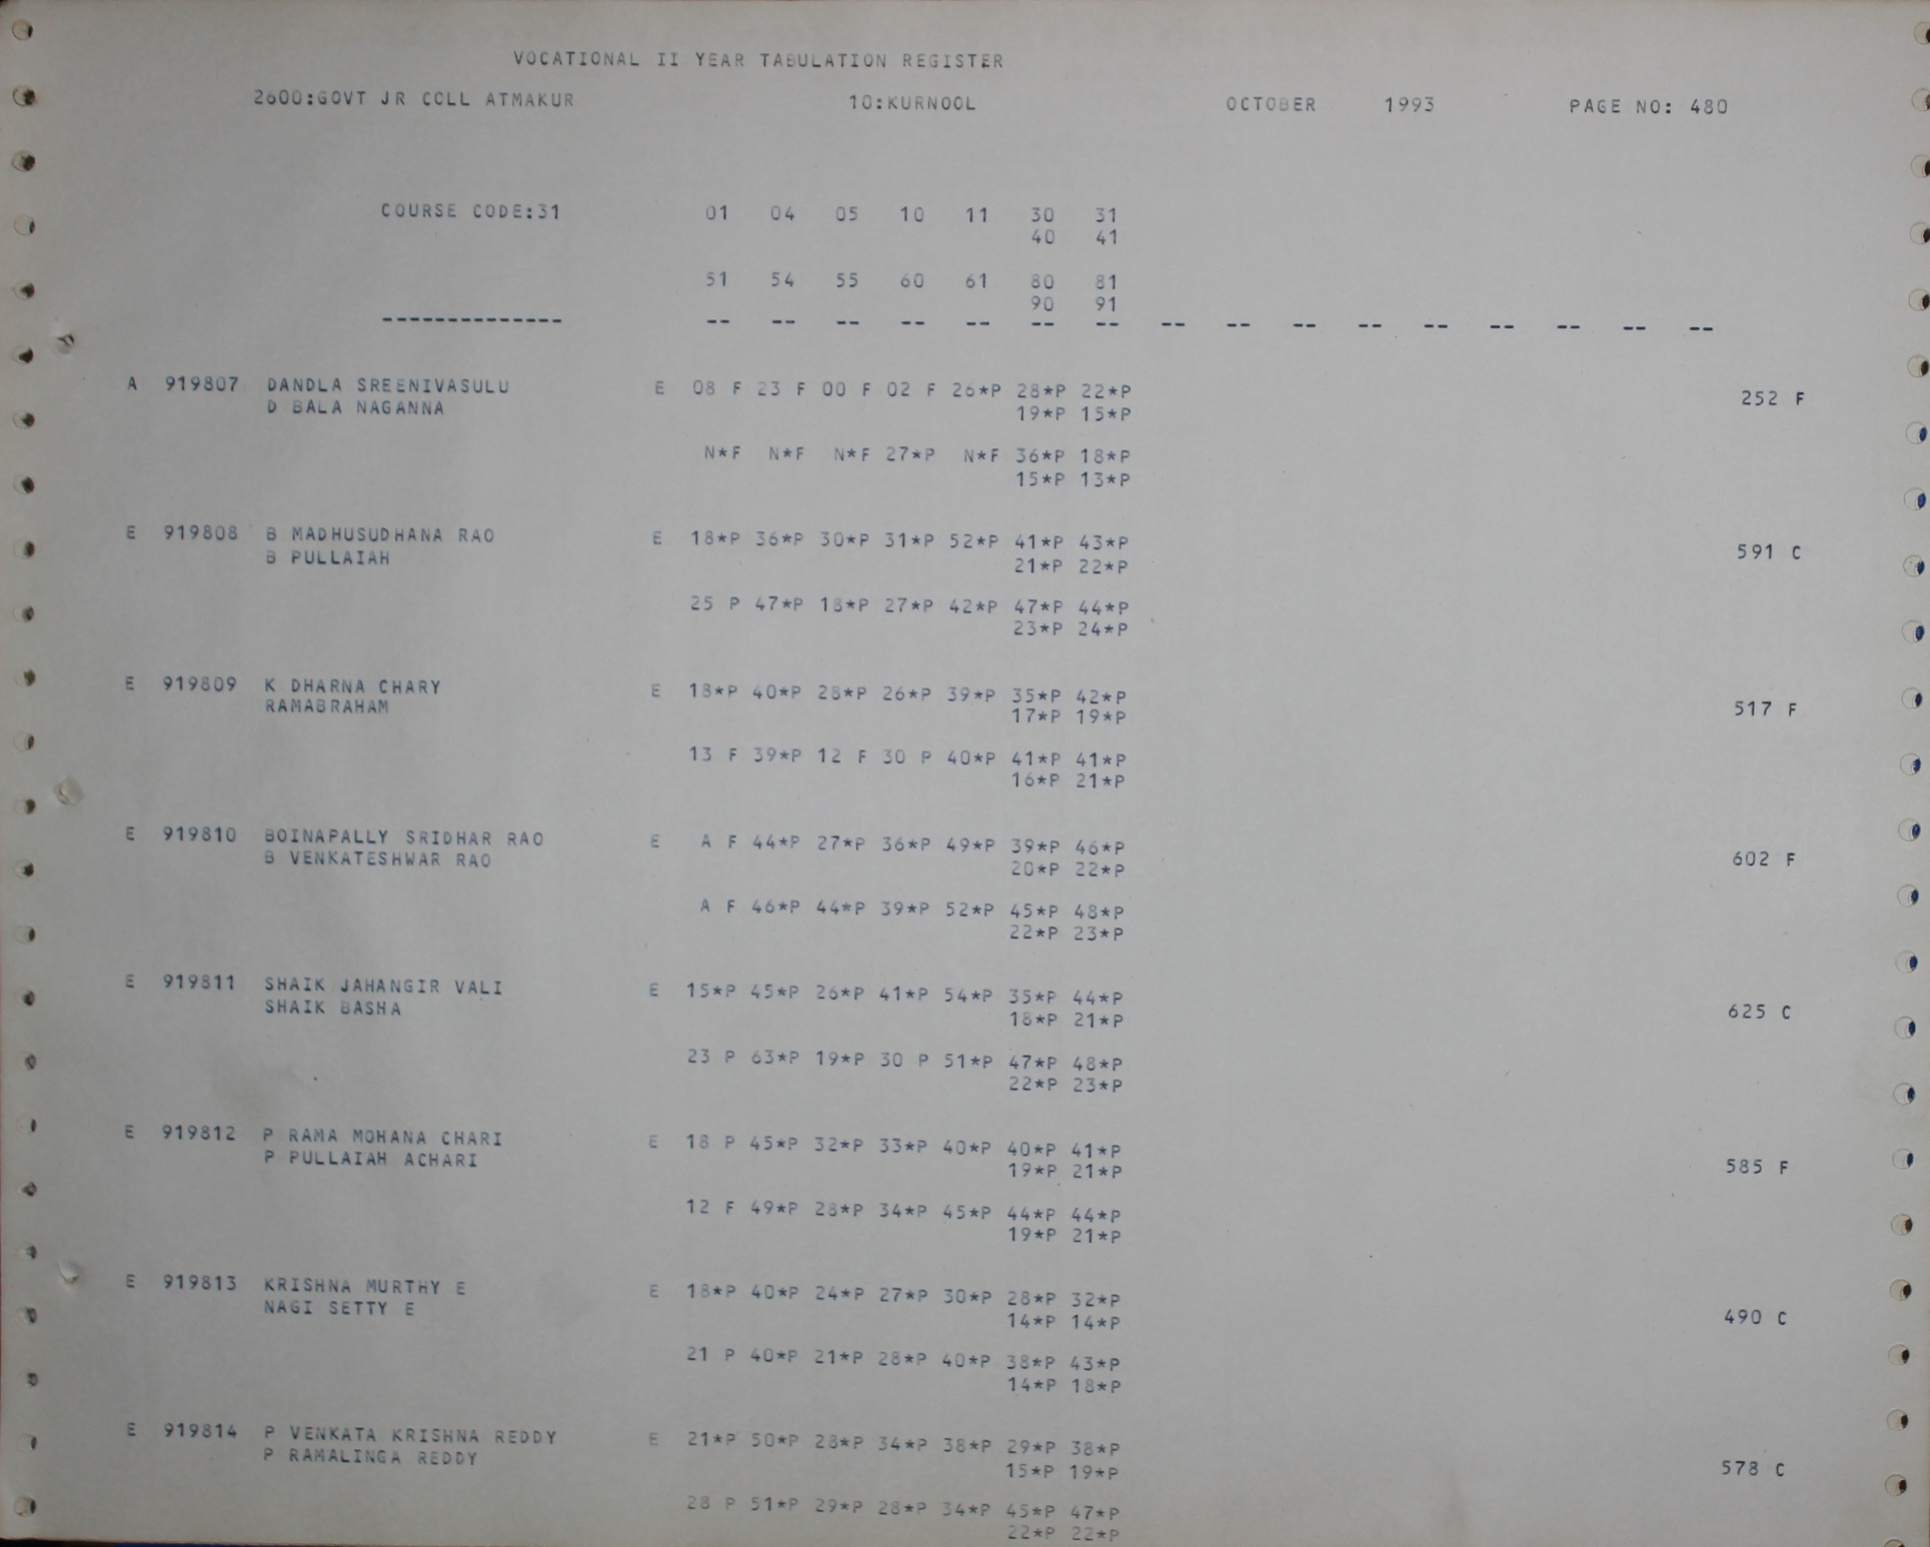 VOCATIONAL II YEAR TABULATION REGISTER
2600:GOVT JR COLL ATMAKUR 10:KURNOOL OCTOBER 1993 PAGE NO: 480
COURSE CODE:31 01 04 05 10 11 30 31
40 41
51 54 55 60 61 80 81
90 91
-------------- -- -- -- -- -- -- -- -- -- -- -- -- -- -- -- --
A 919807 DANDLA SREENIVASULU E 08 F 23 F 00 F 02 F 26*P 28*P 22*P 252 F
D BALA NAGANNA 19*P 15*P
N*F N*F N*F 27*P N*F 36*P 18*P
15*P 13*P
E 919808 B MADHUSUDHANA RAO E 18*P 36*P 30*P 31*P 52*P 41*P 43*P 591 C
B PULLAIAH 21*P 22*P
25 P 47*P 18*P 27*P 42*P 47*P 44*P
23*P 24*P
E 919809 K DHARNA CHARY E 18*P 40*P 28*P 26*P 39*P 35*P 42*P 517 F
RAMABRAHAM 17*P 19*P
13 F 39*P 12 F 30 P 40*P 41*P 41*P
16*P 21*P
E 919810 BOINAPALLY SRIDHAR RAO E A F 44*P 27*P 36*P 49*P 39*P 46*P 602 F
B VENKATESHWAR RAO 20*P 22*P
A F 46*P 44*P 39*P 52*P 45*P 48*P
22*P 23*P
E 919811 SHAIK JAHANGIR VALI E 15*P 45*P 26*P 41*P 54*P 35*P 44*P 625 C
SHAIK BASHA 18*P 21*P
23 P 63*P 19*P 30 P 51*P 47*P 48*P
22*P 23*P
E 919812 P RAMA MOHANA CHARI E 18 P 45*P 32*P 33*P 40*P 40*P 41*P 585 F
P PULLAIAH ACHARI 19*P 21*P
12 F 49*P 28*P 34*P 45*P 44*P 44*P
19*P 21*P
E 919813 KRISHNA MURTHY E E 18*P 40*P 24*P 27*P 30*P 28*P 32*P 490 C
NAGI SETTY E 14*P 14*P
21 P 40*P 21*P 28*P 40*P 38*P 43*P
14*P 18*P
E 919814 P VENKATA KRISHNA REDDY E 21*P 50*P 28*P 34*P 38*P 29*P 38*P 578 C
P RAMALINGA REDDY 15*P 19*P
28 P 51*P 29*P 28*P 34*P 45*P 47*P
22*P 22*P